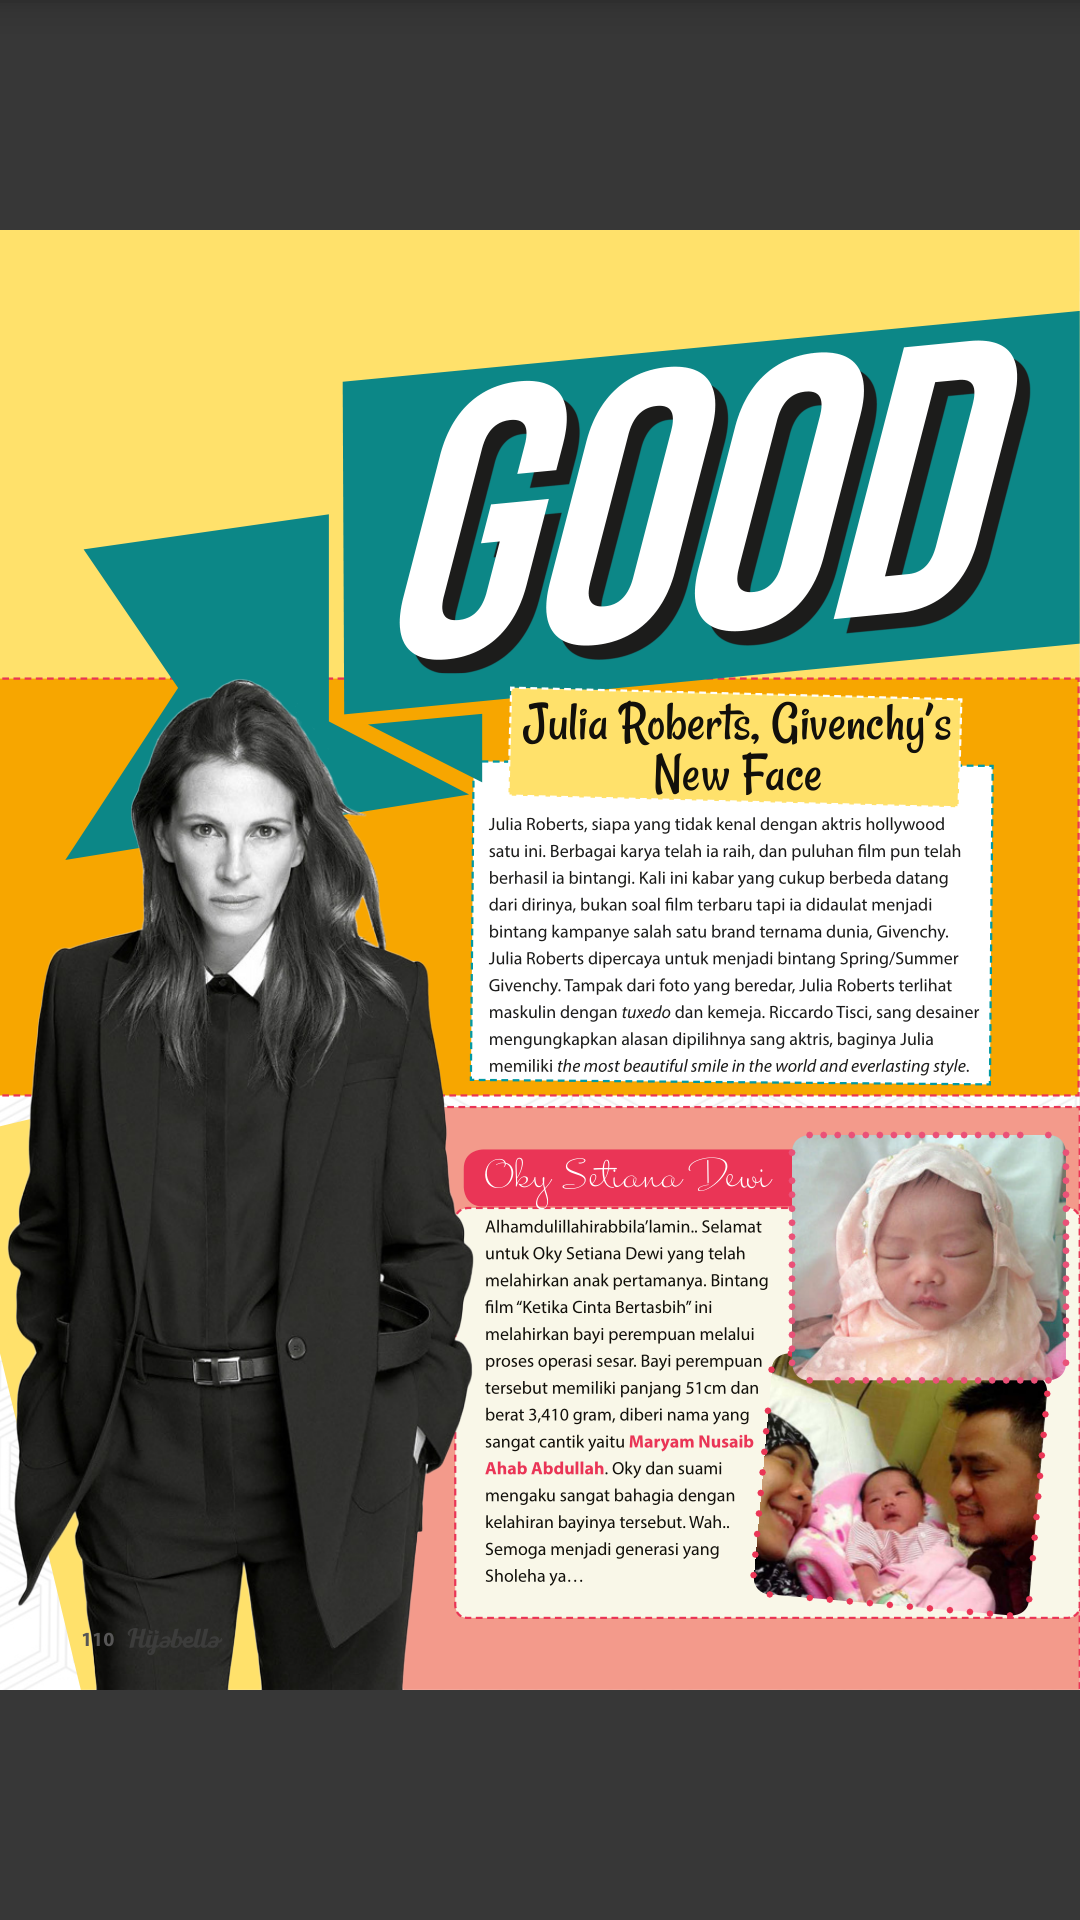 GOOD
Julia Roberts, Givenchy's
New Face
Julia Roberts, siapa yang tidak kenal dengan aktris hollywood
satu ini. Berbagai karya telah ia raih, dan puluhan film pun telah
berhasil ia bintangi. Kali ini kabar yang cukup berbeda datang
dari dirinya, bukan soal film terbaru tapi ia didaulat menjadi
bintang kampanye salah satu brand ternama dunia, Givenchy.
Julia Roberts dipercaya untuk menjadi bintang Spring/Summer
Givenchy. Tampak dari foto yang beredar, Julia Roberts terlihat
maskulin dengan tuxedo dan kemeja. Riccardo Tisci, sang desainer
mengungkapkan alasan dipilihnya sang aktris, baginya Julia
memiliki the most beautiful smile in the world and everlasting style.
Oky Setiana Dewi
Alhamdulillahirabbila’lamin.. Selamat
untuk Oky Setiana Dewi yang telah
melahirkan anak pertamanya. Bintang
film “Ketika Cinta Bertasbih” ini
melahirkan bayi perempuan melalui
proses operasi sesar. Bayi perempuan
tersebut memiliki panjang 51cm dan
berat 3,410 gram, diberi nama yang
sangat cantik yaitu Maryam Nusaib
Ahab Abdullah. Oky dan suami
mengaku sangat bahagia dengan
kelahiran bayinya tersebut. Wah..
Semoga menjadi generasi yang
Sholeha ya…
110 Hijabella